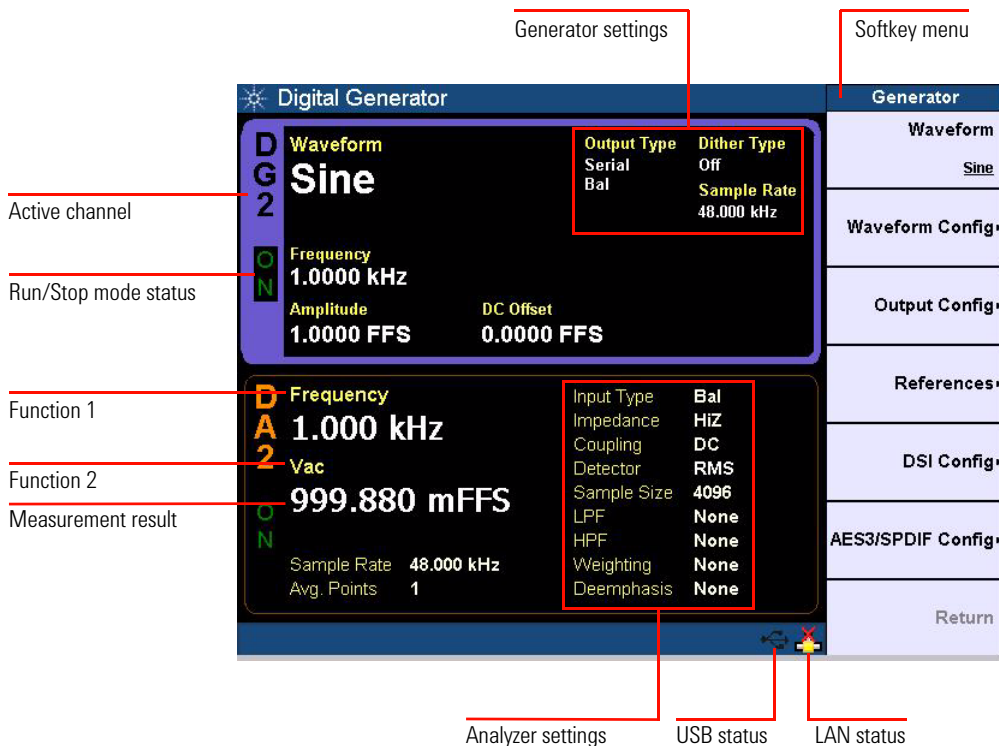 Generator settings
Softkey menu
Digital Generator
Generator
DG2
ON
Waveform
Sine
Output Type
Serial
Bal
Dither Type
Off
Sample Rate
48.000 kHz
Frequency
1.0000 kHz
Amplitude
1.0000 FFS
DC Offset
0.0000 FFS
Waveform
Sine
Waveform Config
Output Config
References
DSI Config
AES3/SPDIF Config
Return
Active channel
Run/Stop mode status
Function 1
Function 2
Measurement result
DA2
ON
Frequency
1.000 kHz
Vac
999.880 mFFS
Sample Rate 48.000 kHz
Avg. Points 1
Input Type Bal
Impedance HiZ
Coupling DC
Detector RMS
Sample Size 4096
LPF None
HPF None
Weighting None
Deemphasis None
Analyzer settings
USB status
LAN status